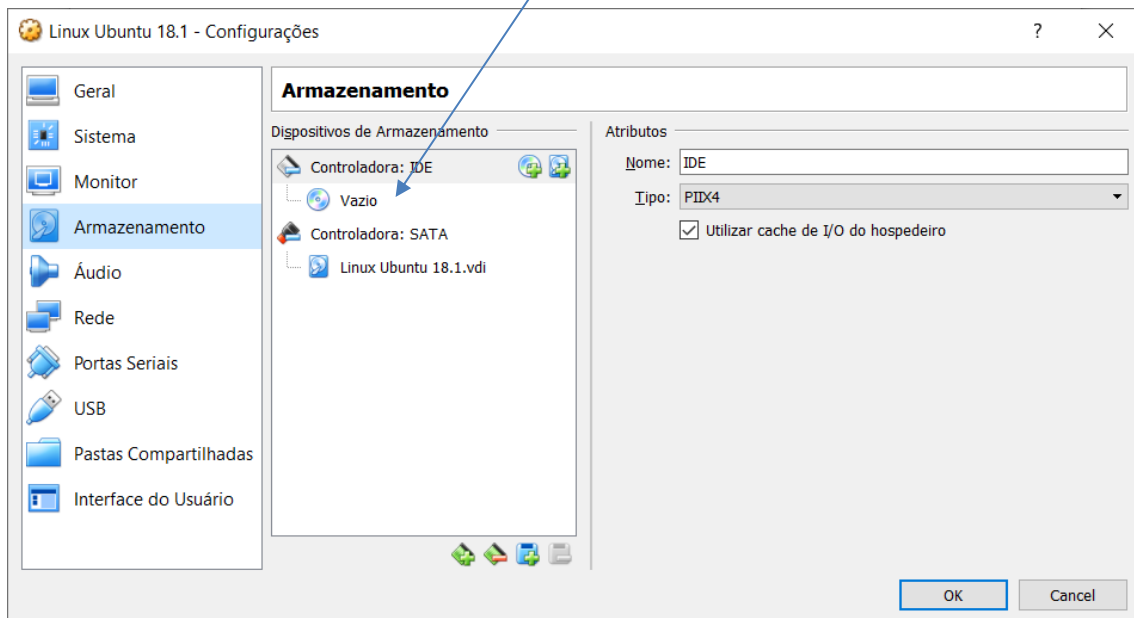 Linux Ubuntu 18.1 - Configurações
?
Geral
Sistema
Monitor
Armazenamento
Áudio
Rede
Portas Seriais
USB
Pastas Compartilhadas
Interface do Usuário
Armazenamento
Dispositivos de Armazenamento
Controladora: IDE
Vazio
Controladora: SATA
Linux Ubuntu 18.1.vdi
Atributos
Nome: IDE
Tipo: PIIX4
Utilizar cache de I/O do hospedeiro
OK
Cancel